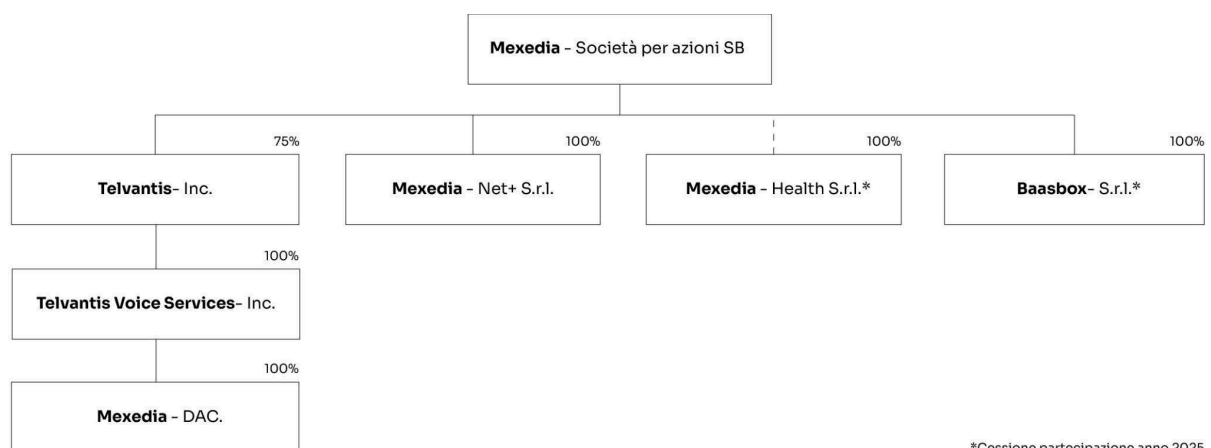 Mexedia - Società per azioni SB
75%
100%
100%
100%
Telvantis- Inc.
Mexedia - Net+ S.r.l.
Mexedia - Health S.r.l.*
Baasbox- S.r.l.*
100%
Telvantis Voice Services- Inc.
100%
Mexedia - DAC.
*Cessione partecipazione anno 2025